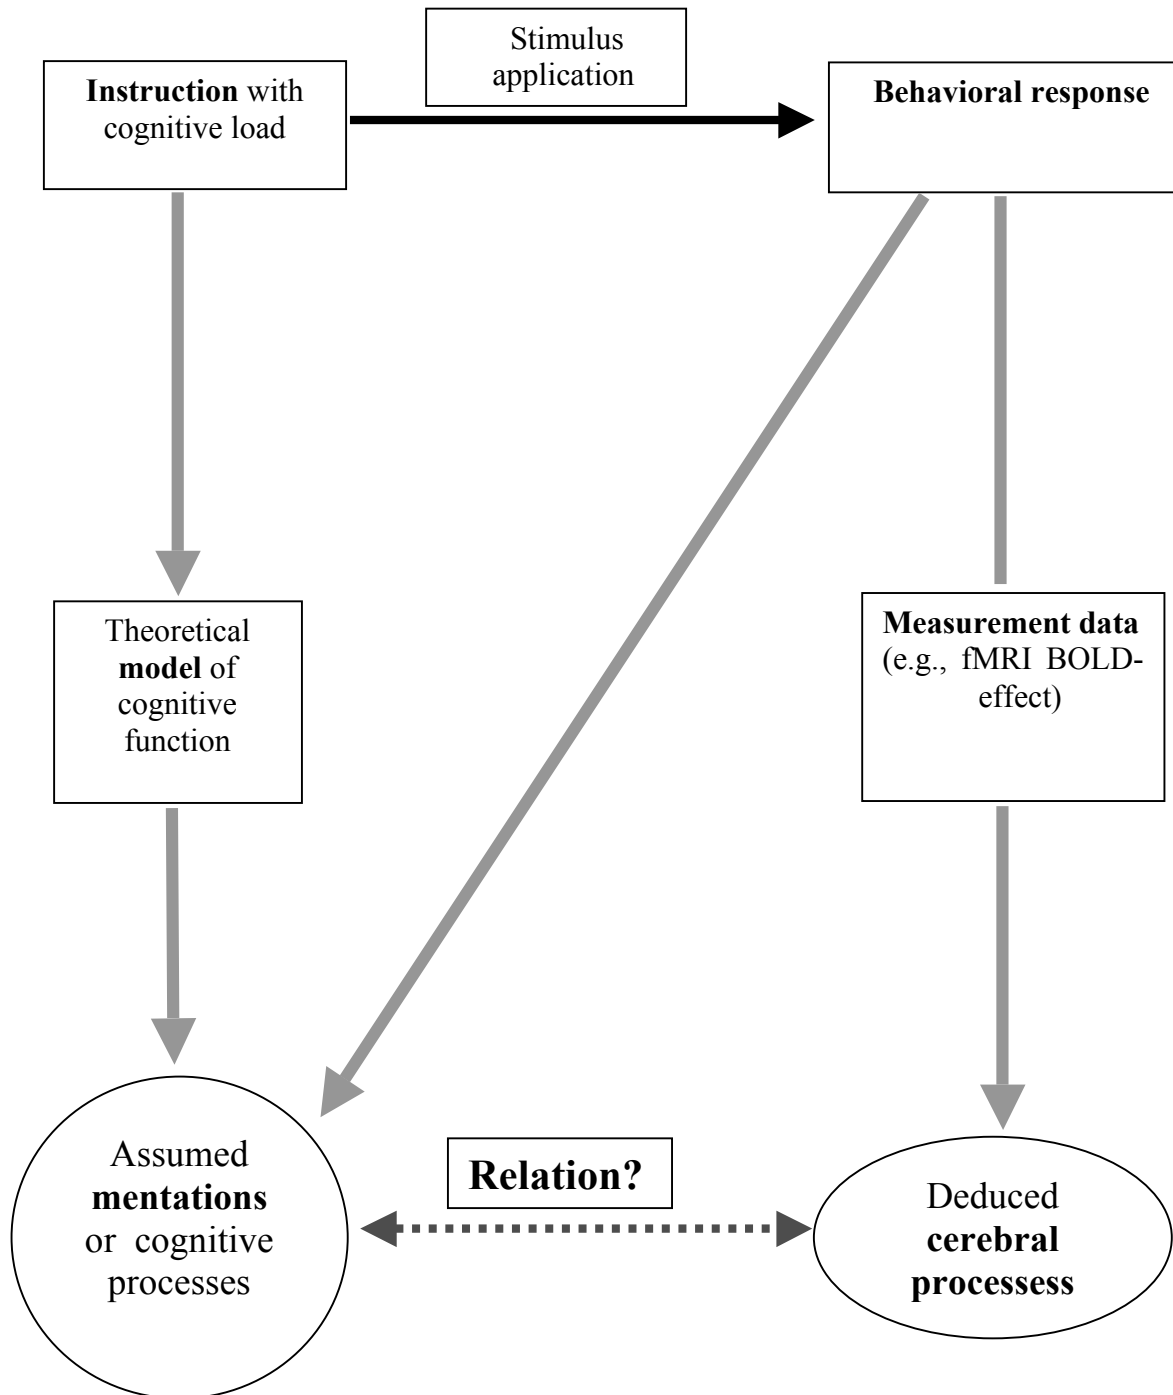 Stimulus
application
Instruction with
cognitive load
Behavioral response
Theoretical
model of
cognitive
function
Measurement data
(e.g., fMRI BOLD-
effect)
Assumed
mentations
or cognitive
processes
Relation?
Deduced
cerebral
processess